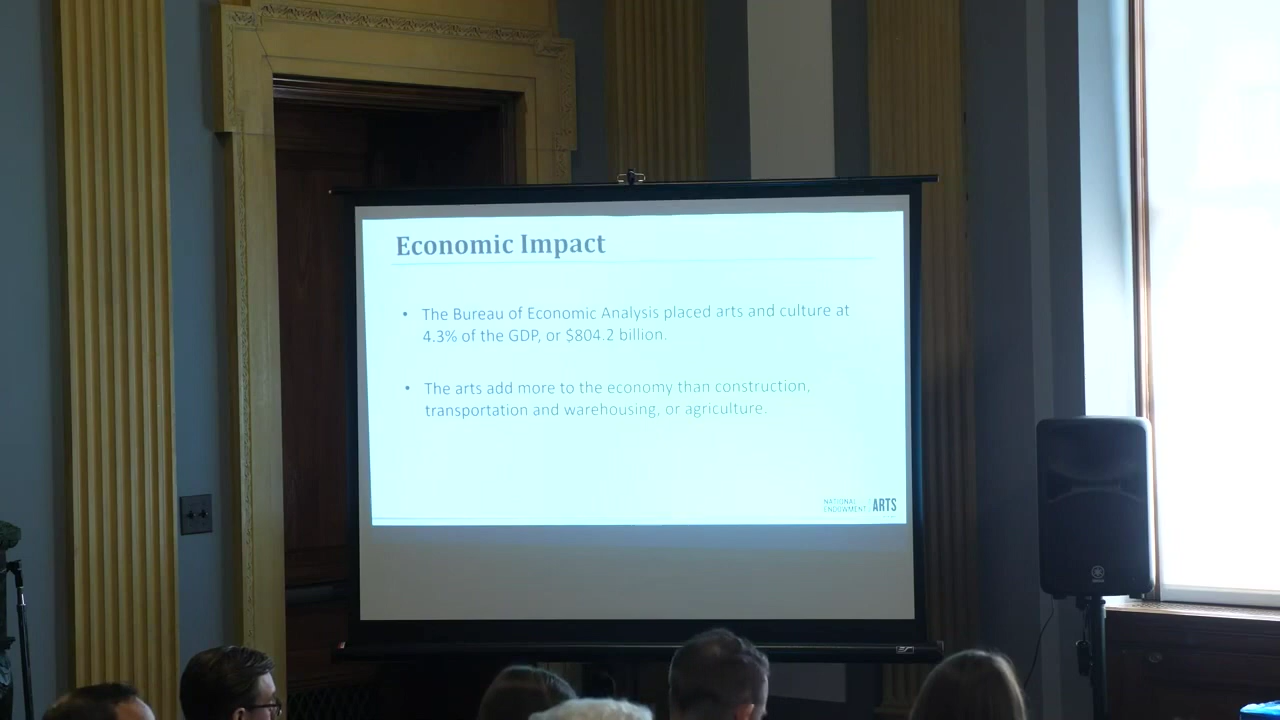 Economic Impact
• The Bureau of Economic Analysis placed arts and culture at
4.3% of the GDP, or $804.2 billion.
• The arts add more to the economy than construction,
transportation and warehousing, or agriculture.
NATIONAL
ENDOWMENT
ARTS